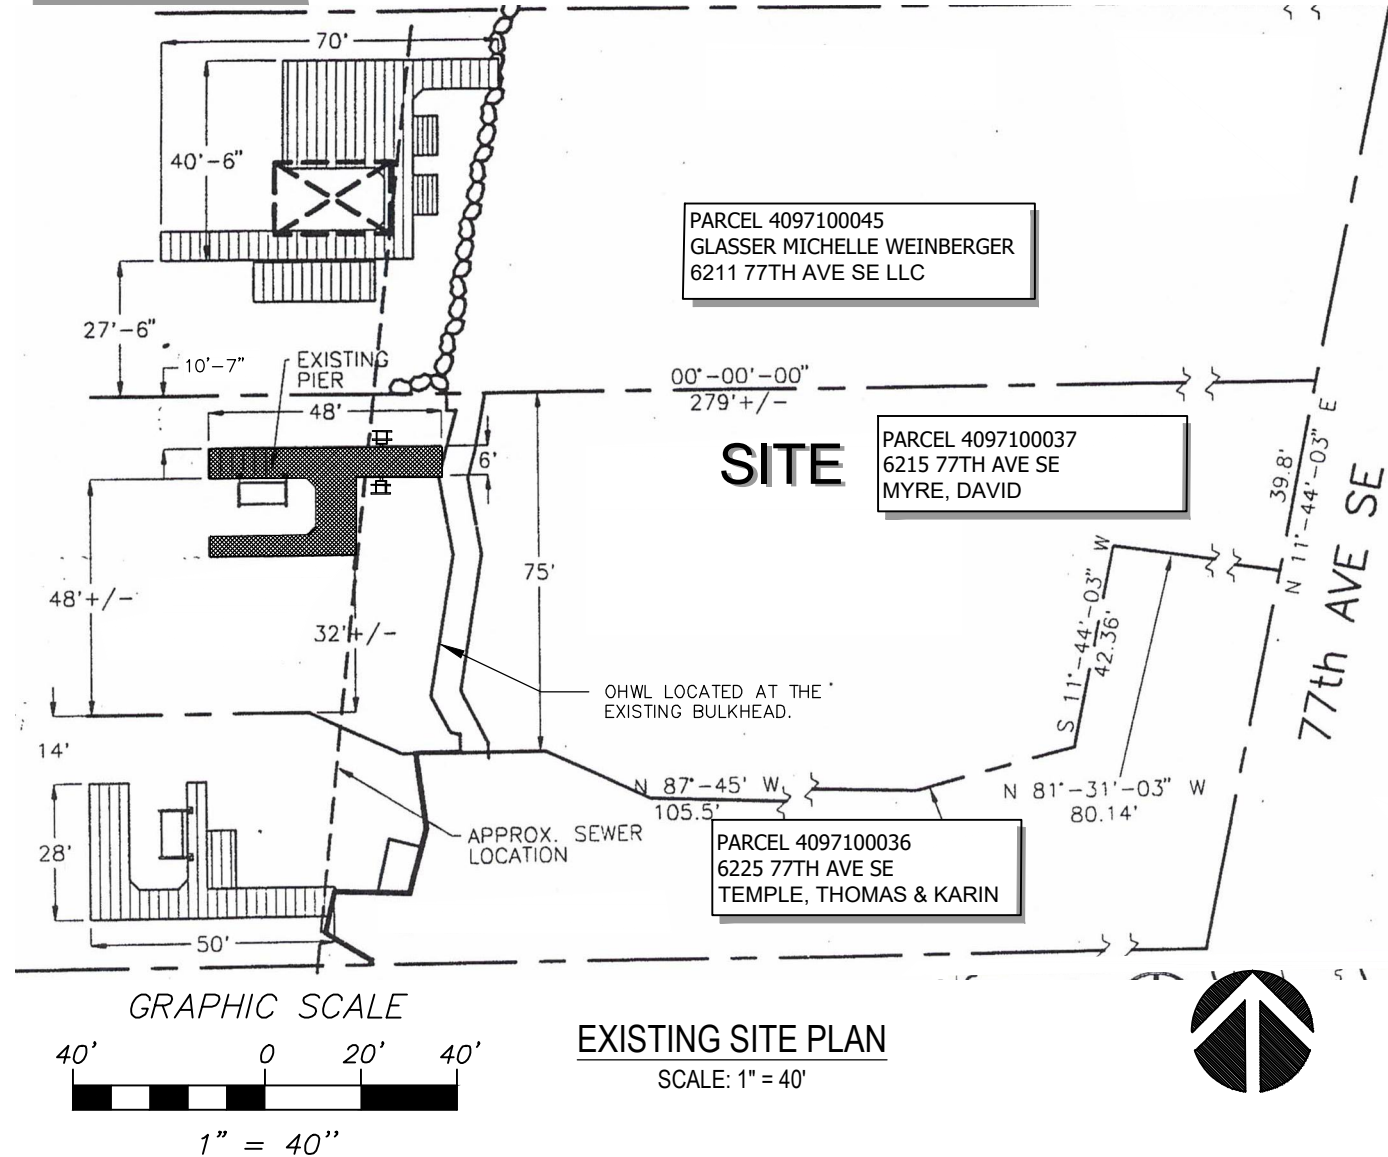 70'
40'-6"
PARCEL 4097100045
GLASSER MICHELLE WEINBERGER
6211 77TH AVE SE LLC
27'-6"
10'-7"
EXISTING
PIER
00°-00'-00"
279'+/-
48'
6'
SITE
PARCEL 4097100037
6215 77TH AVE SE
MYRE, DAVID
39.8'
N 11°-44'-03" E
77th AVE SE
75'
48'+/-
32'+/-
S 11°-44'-03" W
42.36'
OHWL LOCATED AT THE
EXISTING BULKHEAD.
14'
N 87°-45' W
105.5'
N 81°-31'-03" W
80.14'
28'
APPROX. SEWER
LOCATION
PARCEL 4097100036
6225 77TH AVE SE
TEMPLE, THOMAS & KARIN
50'
GRAPHIC SCALE
40' 0 20' 40'
1" = 40"
EXISTING SITE PLAN
SCALE: 1" = 40'